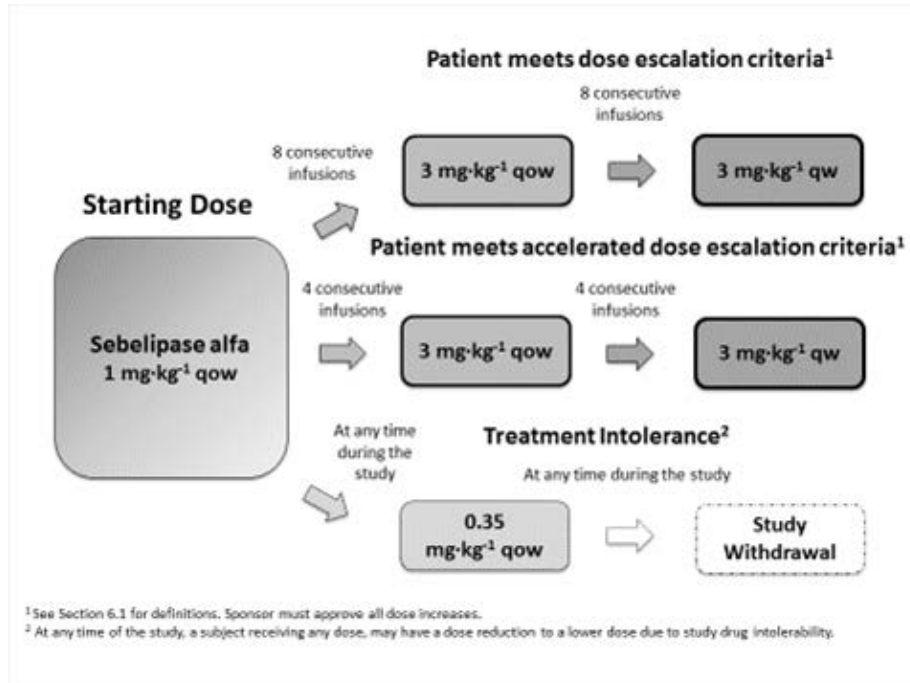 Patient meets dose escalation criteria¹
8 consecutive
infusions
8 consecutive
infusions
3 mg·kg⁻¹ qow
3 mg·kg⁻¹ qw
Starting Dose
Sebelipase alfa
1 mg·kg⁻¹ qow
Patient meets accelerated dose escalation criteria¹
4 consecutive
infusions
4 consecutive
infusions
3 mg·kg⁻¹ qow
3 mg·kg⁻¹ qw
At any time
during the
study
Treatment Intolerance²
At any time during the study
0.35
mg·kg⁻¹ qow
Study
Withdrawal
¹ See Section 6.1 for definitions. Sponsor must approve all dose increases.
² At any time of the study, a subject receiving any dose, may have a dose reduction to a lower dose due to study drug intolerability.